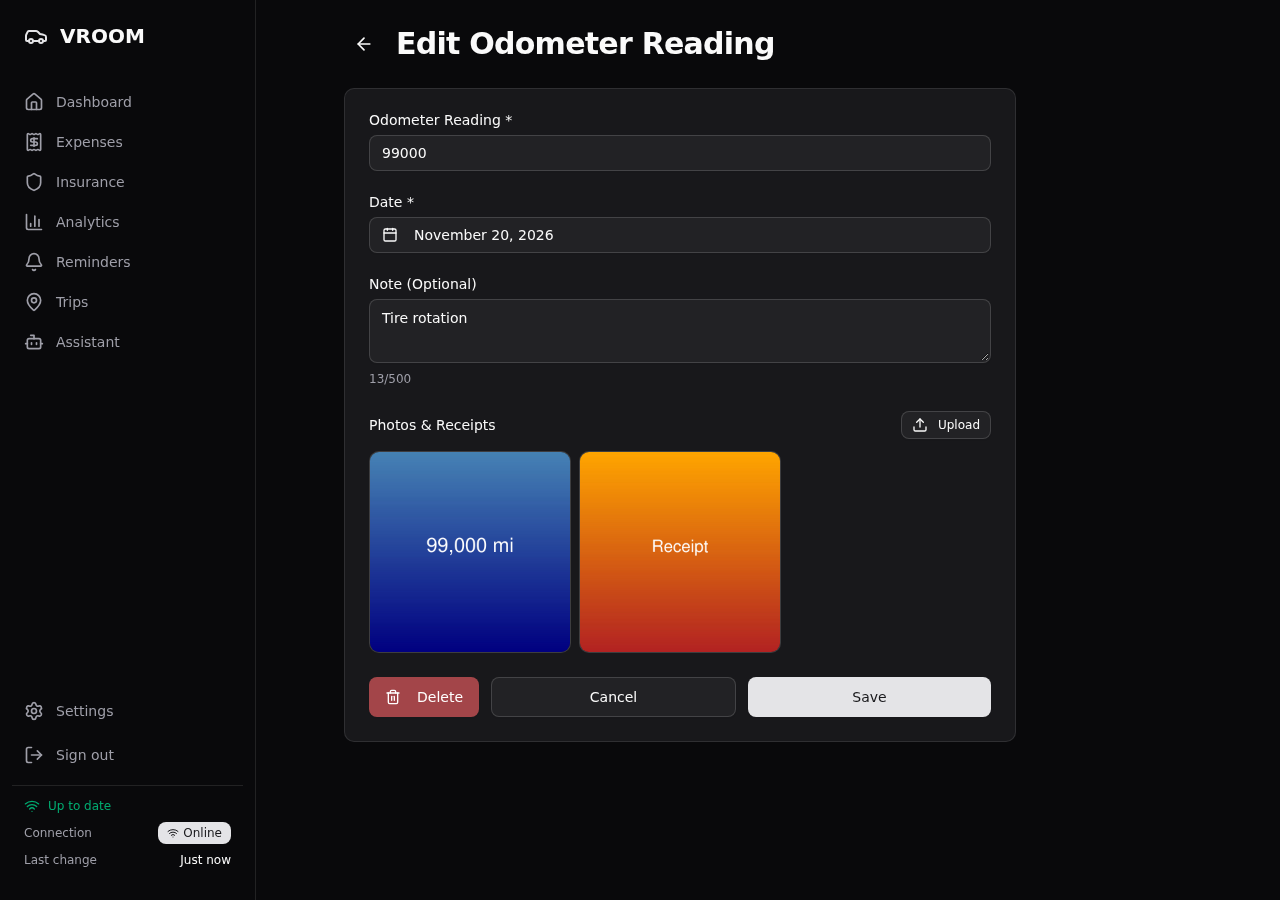 VROOM
Dashboard
Expenses
Insurance
Analytics
Reminders
Trips
Assistant
Settings
Sign out
Up to date
Connection
Online
Last change
Just now
Edit Odometer Reading
Odometer Reading *
99000
Date *
November 20, 2026
Note (Optional)
Tire rotation
13/500
Photos & Receipts
Upload
99,000 mi
Receipt
Delete
Cancel
Save